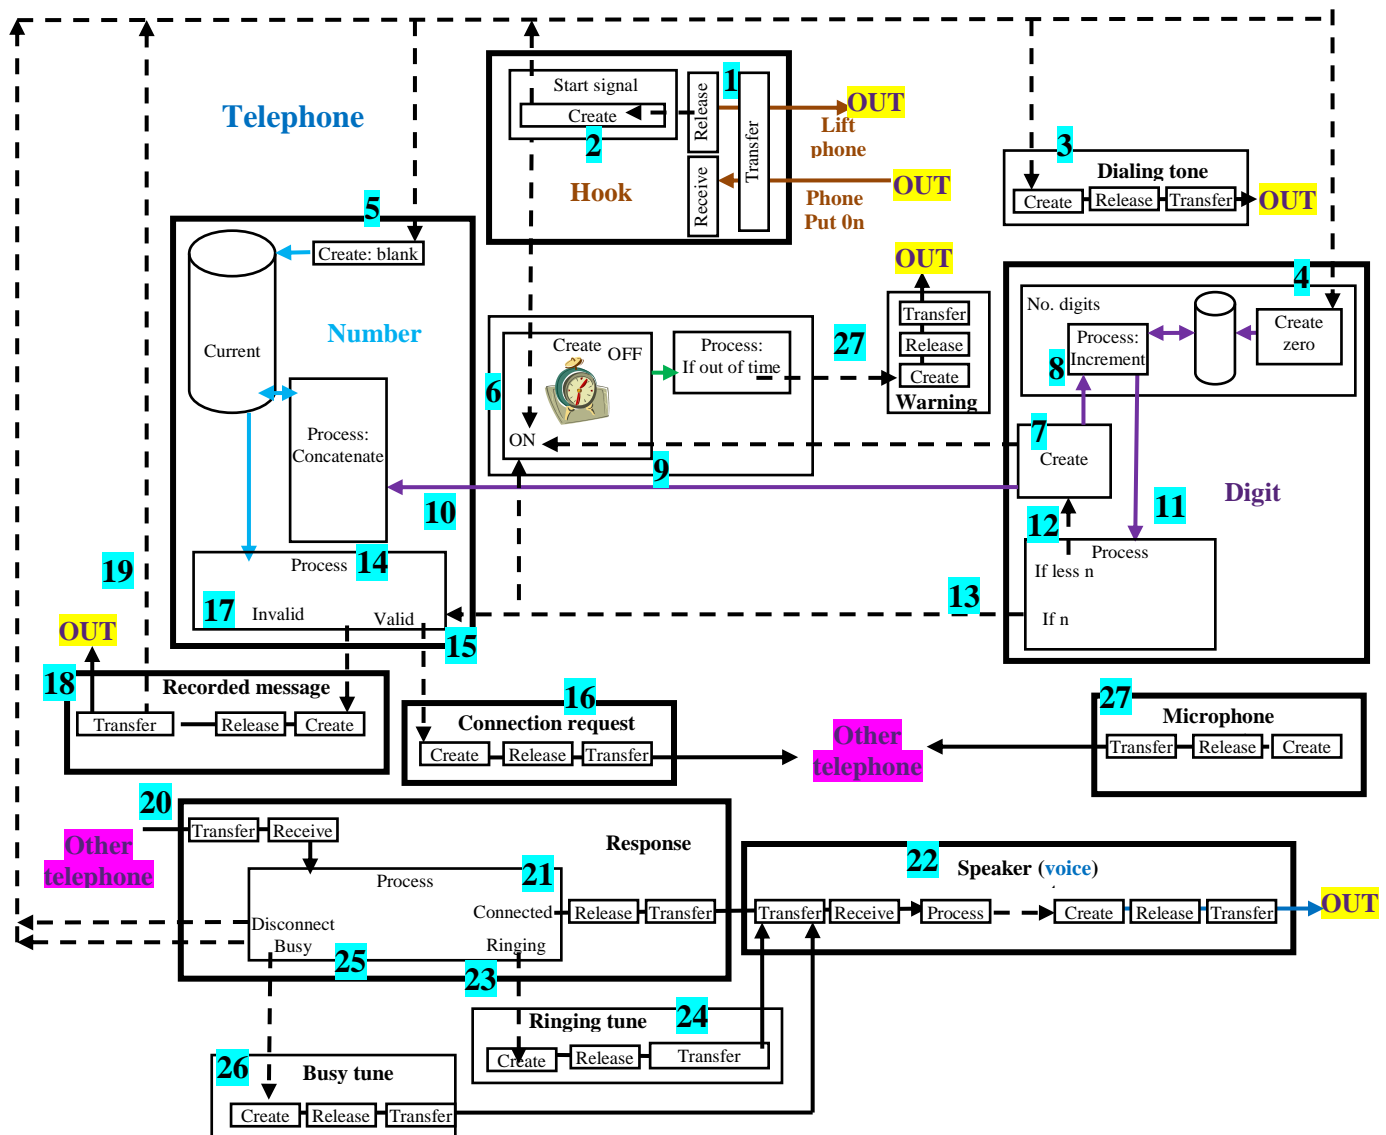 Telephone
Start signal
Create
2
Release
1
Transfer
OUT
Lift
phone
Hook
Receive
OUT
Phone
Put 0n
3
Dialing tone
Create
Release
Transfer
OUT
5
Create: blank
Number
Current
Process:
Concatenate
10
Process
14
17
Invalid
Valid
15
6
Create
OFF
ON
Process:
If out of time
9
27
OUT
Transfer
Release
Create
Warning
4
No. digits
Process:
Increment
8
Create
zero
7
Create
Digit
11
12
Process
If less n
If n
13
19
OUT
18
Recorded message
Transfer
Release
Create
16
Connection request
Create
Release
Transfer
Other
telephone
27
Microphone
Transfer
Release
Create
20
Other
telephone
Transfer
Receive
Response
Process
21
Connected
Disconnect
Busy
Ringing
25
23
Release
Transfer
22
Speaker (voice)
Transfer
Receive
Process
Create
Release
Transfer
OUT
Ringing tune
24
Create
Release
Transfer
26
Busy tune
Create
Release
Transfer